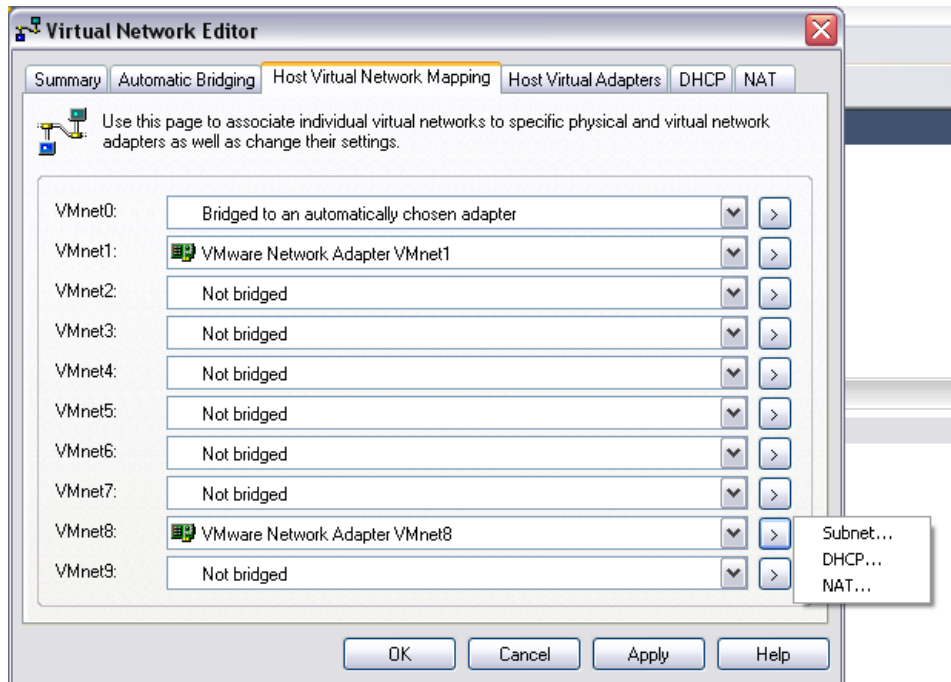 Virtual Network Editor
Summary Automatic Bridging Host Virtual Network Mapping Host Virtual Adapters DHCP NAT
Use this page to associate individual virtual networks to specific physical and virtual network
adapters as well as change their settings.
VMnet0: Bridged to an automatically chosen adapter >
VMnet1: VMware Network Adapter VMnet1 >
VMnet2: Not bridged >
VMnet3: Not bridged >
VMnet4: Not bridged >
VMnet5: Not bridged >
VMnet6: Not bridged >
VMnet7: Not bridged >
VMnet8: VMware Network Adapter VMnet8 >
Subnet...
DHCP...
NAT...
VMnet9: Not bridged >
OK Cancel Apply Help